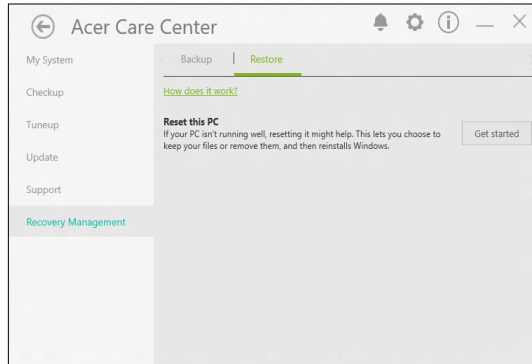 Acer Care Center
My System
Backup
Restore
Checkup
How does it work?
Tuneup
Reset this PC
If your PC isn't running well, resetting it might help. This lets you choose to
keep your files or remove them, and then reinstalls Windows.
Get started
Update
Support
Recovery Management